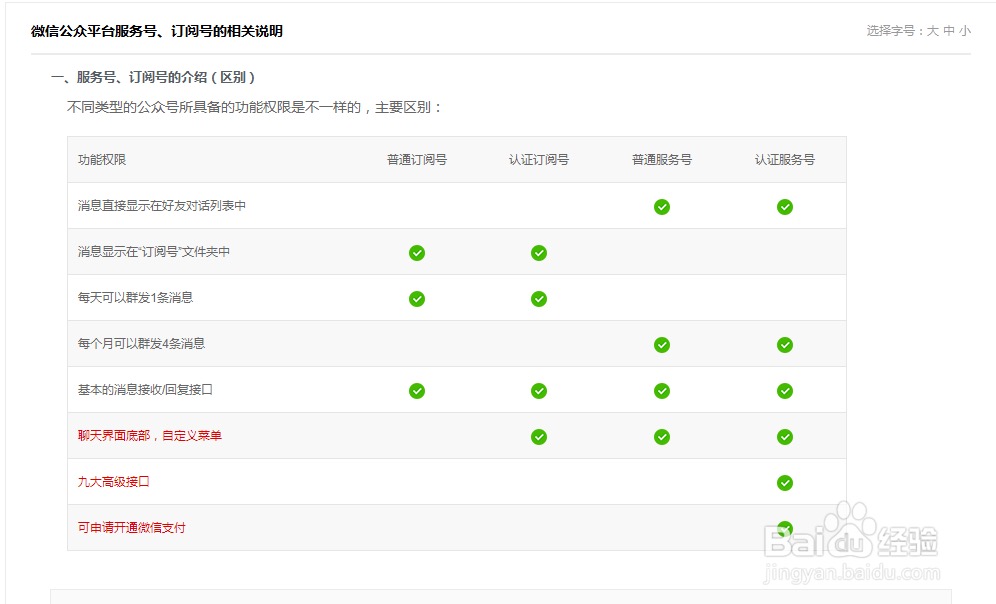 微信公众平台服务号、订阅号的相关说明
选择字号：大 中 小
一、服务号、订阅号的介绍（区别）
不同类型的公众号所具备的功能权限是不一样的，主要区别：
功能权限 普通订阅号 认证订阅号 普通服务号 认证服务号
消息直接显示在好友对话列表中
消息显示在“订阅号”文件夹中
每天可以群发1条消息
每个月可以群发4条消息
基本的消息接收/回复接口
聊天界面底部，自定义菜单
九大高级接口
可申请开通微信支付
Baidu经验
jingyan.baidu.com